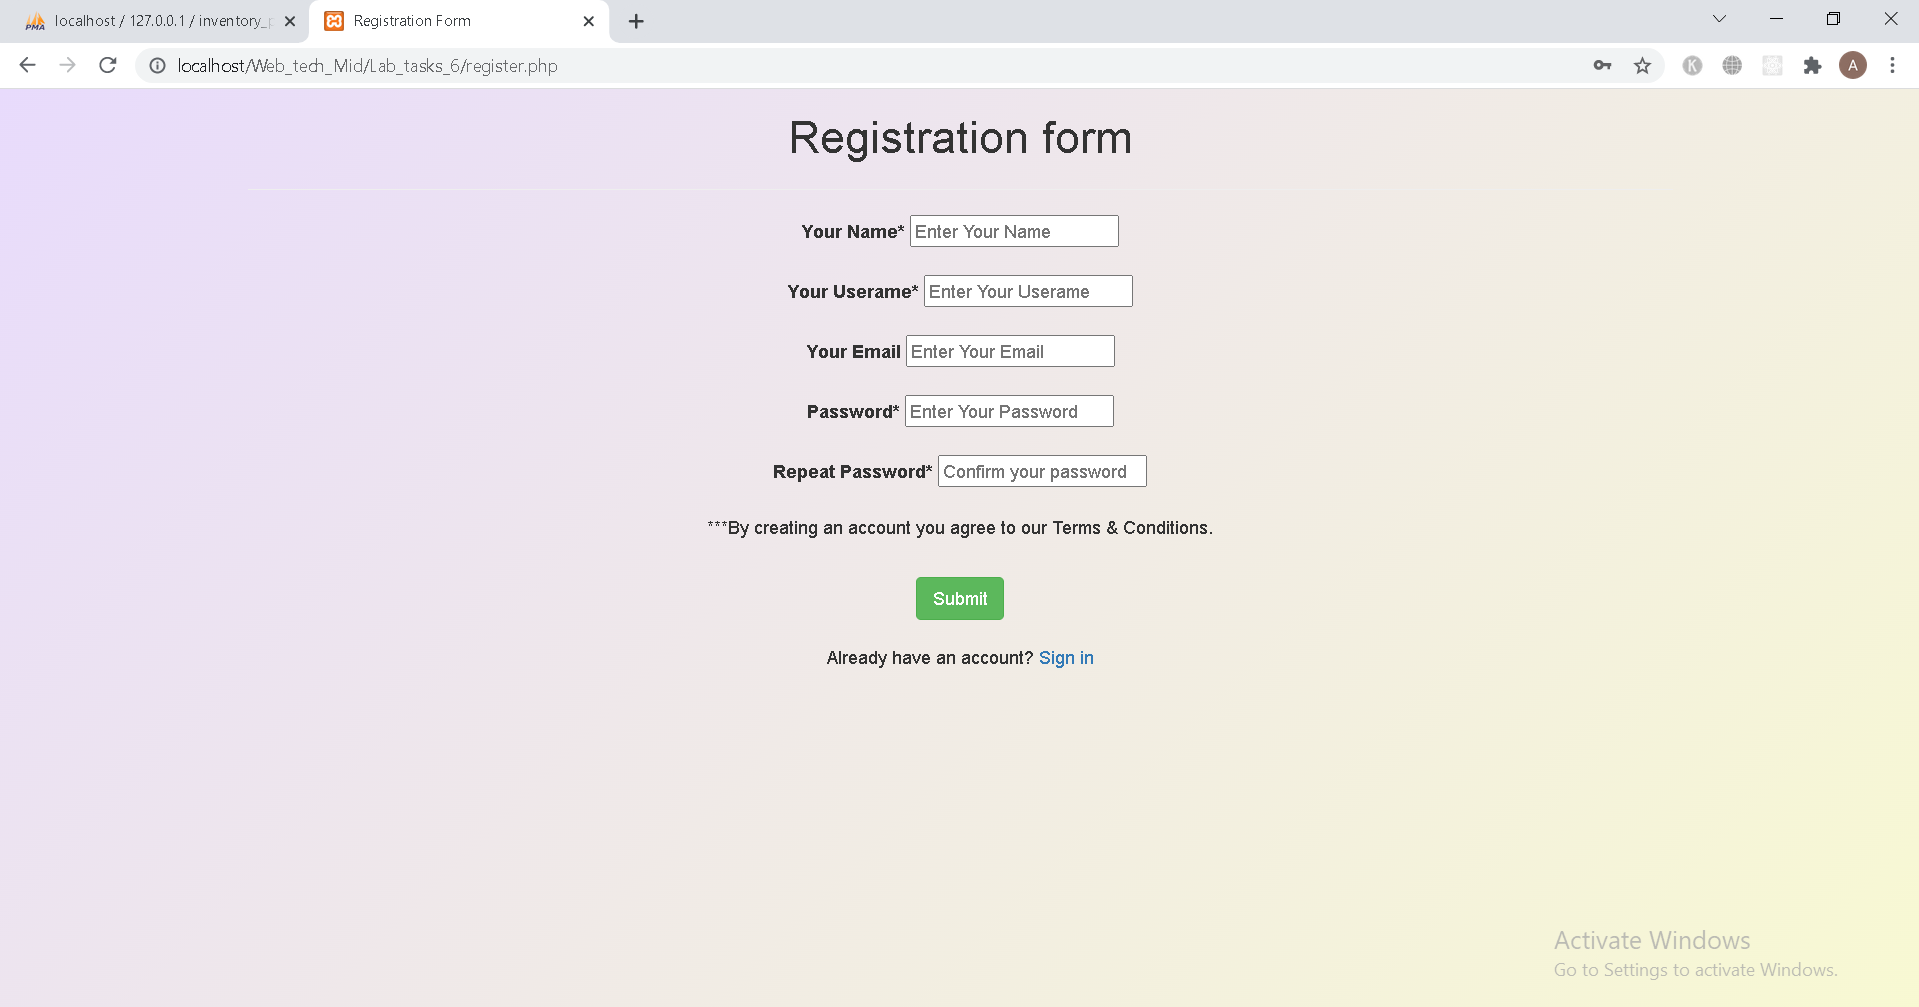 PMA localhost / 127.0.0.1 / inventory_p
Registration Form
localhost/Web_tech_Mid/Lab_tasks_6/register.php
K
A
Registration form
Your Name* Enter Your Name
Your Userame* Enter Your Userame
Your Email Enter Your Email
Password* Enter Your Password
Repeat Password* Confirm your password
***By creating an account you agree to our Terms & Conditions.
Submit
Already have an account? Sign in
Activate Windows
Go to Settings to activate Windows.